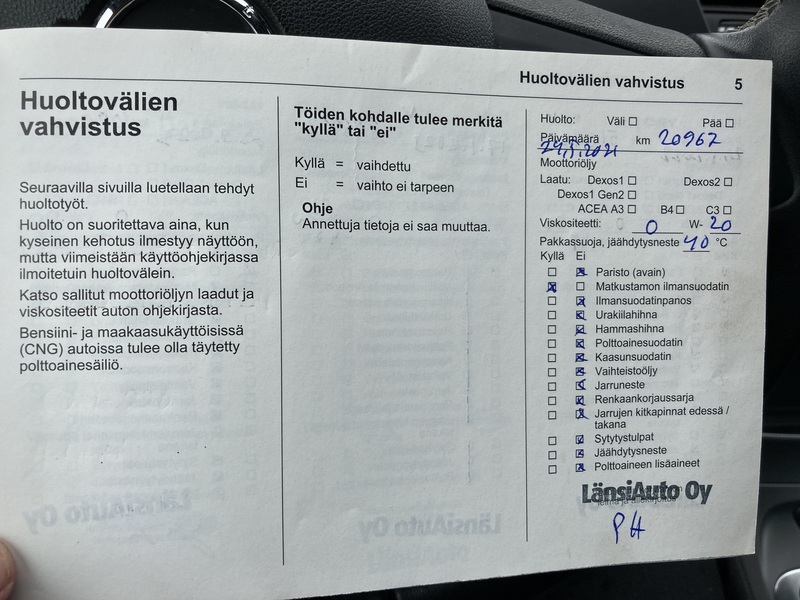 Huoltovälien vahvistus 5
Huoltovälien
vahvistus
Seuraavilla sivuilla luetellaan tehdyt
huoltotyöt.
Huolto on suoritettava aina, kun
kyseinen kehotus ilmestyy näyttöön,
mutta viimeistään käyttöohjekirjassa
ilmoitetuin huoltovälein.
Katso sallitut moottoriöljyn laadut ja
viskositeetit auton ohjekirjasta.
Bensiini- ja maakaasukäyttöisissä
(CNG) autoissa tulee olla täytetty
polttoainesäiliö.
Töiden kohdalle tulee merkitä
"kyllä" tai "ei"
Kyllä = vaihdettu
Ei = vaihto ei tarpeen
Ohje
Annettuja tietoja ei saa muuttaa.
Huolto: Väli ☐ Pää ☐
Päivämäärä km 20967
Moottoriöljy
Laatu: Dexos1 ☐ Dexos2 ☐
Dexos1 Gen2 ☐
ACEA A3 ☐ B4 ☐ C3 ☐
Viskositeetti: 0 W- 20
Pakkassuoja, jäähdytysneste 40 °C
Kyllä Ei
☐ ☒ Paristo (avain)
☒ ☐ Matkustamon ilmansuodatin
☐ ☒ Ilmansuodatinpanos
☐ ☒ Urakiilahihna
☐ ☒ Hammashihna
☐ ☒ Polttoainesuodatin
☐ ☒ Kaasunsuodatin
☐ ☒ Vaihteistoöljy
☐ ☒ Jarruneste
☐ ☒ Renkaankorjaussarja
☐ ☒ Jarrujen kitkapinnat edessä /
takana
☐ ☒ Sytytystulpat
☐ ☒ Jäähdytysneste
☐ ☒ Polttoaineen lisäaineet
LänsiAuto Oy
PH